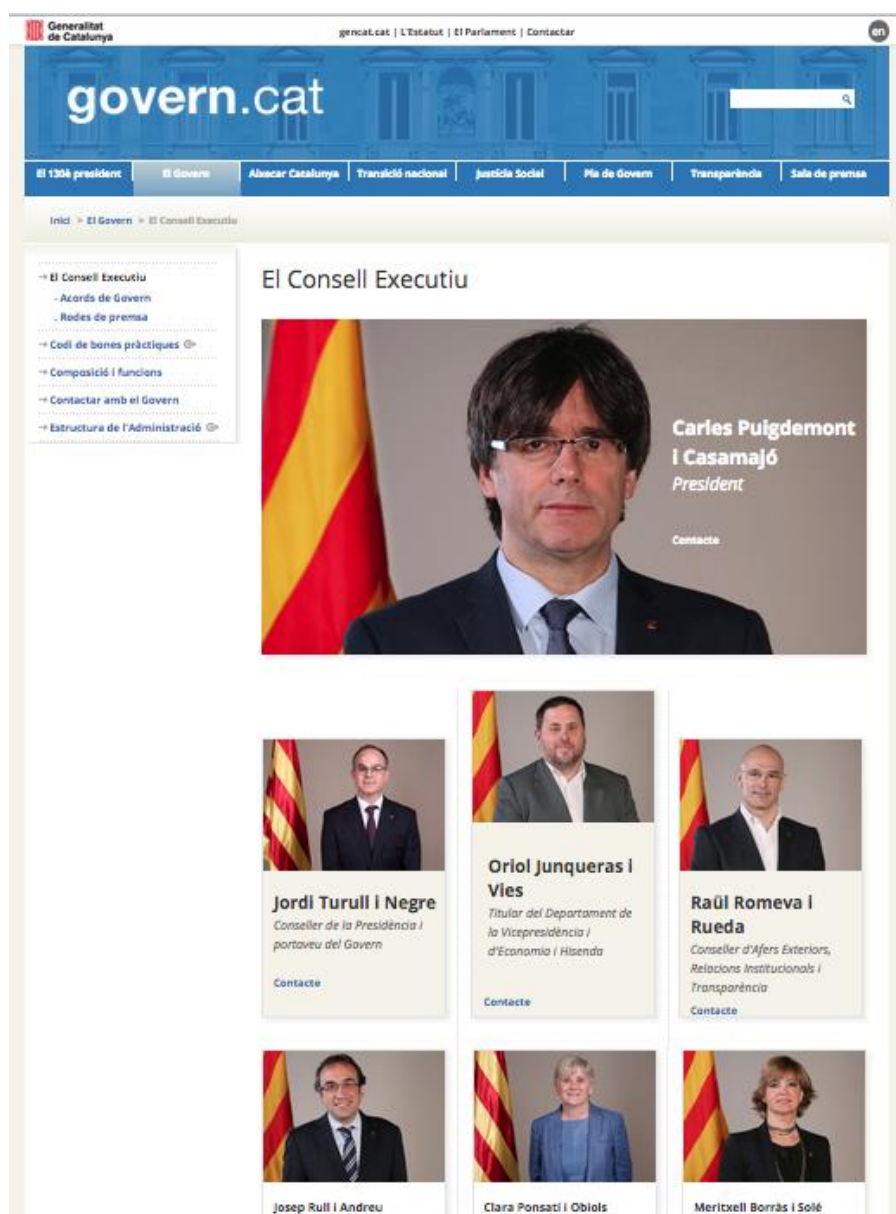 Generalitat
de Catalunya
gencat.cat | L'Estatut | El Parlament | Contactar
en
govern.cat
El 130è president
El Govern
Aixecar Catalunya
Transició nacional
Justícia Social
Pla de Govern
Transparència
Sala de premsa
Inici > El Govern > El Consell Executiu
→ El Consell Executiu
. Acords de Govern
. Rodes de premsa
→ Codi de bones pràctiques
→ Composició i funcions
→ Contactar amb el Govern
→ Estructura de l'Administració
El Consell Executiu
Carles Puigdemont
i Casamajó
President
Contacte
Jordi Turull i Negre
Conseller de la Presidència i
portaveu del Govern
Contacte
Oriol Junqueras i
Vies
Titular del Departament de
la Vicepresidència i
d'Economia i Hisenda
Contacte
Raül Romeva i
Rueda
Conseller d'Afers Exteriors,
Relacions Institucionals i
Transparència
Contacte
Josep Rull i Andreu
Clara Ponsatí i Obiols
Meritxell Borràs i Solé